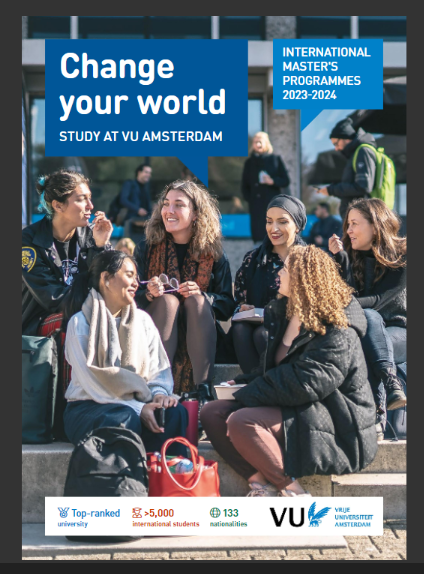 Change
your world
STUDY AT VU AMSTERDAM
INTERNATIONAL
MASTER'S
PROGRAMMES
2023-2024
Top-ranked
university
>5,000
international students
133
nationalities
VU
VRIJE
UNIVERSITEIT
AMSTERDAM